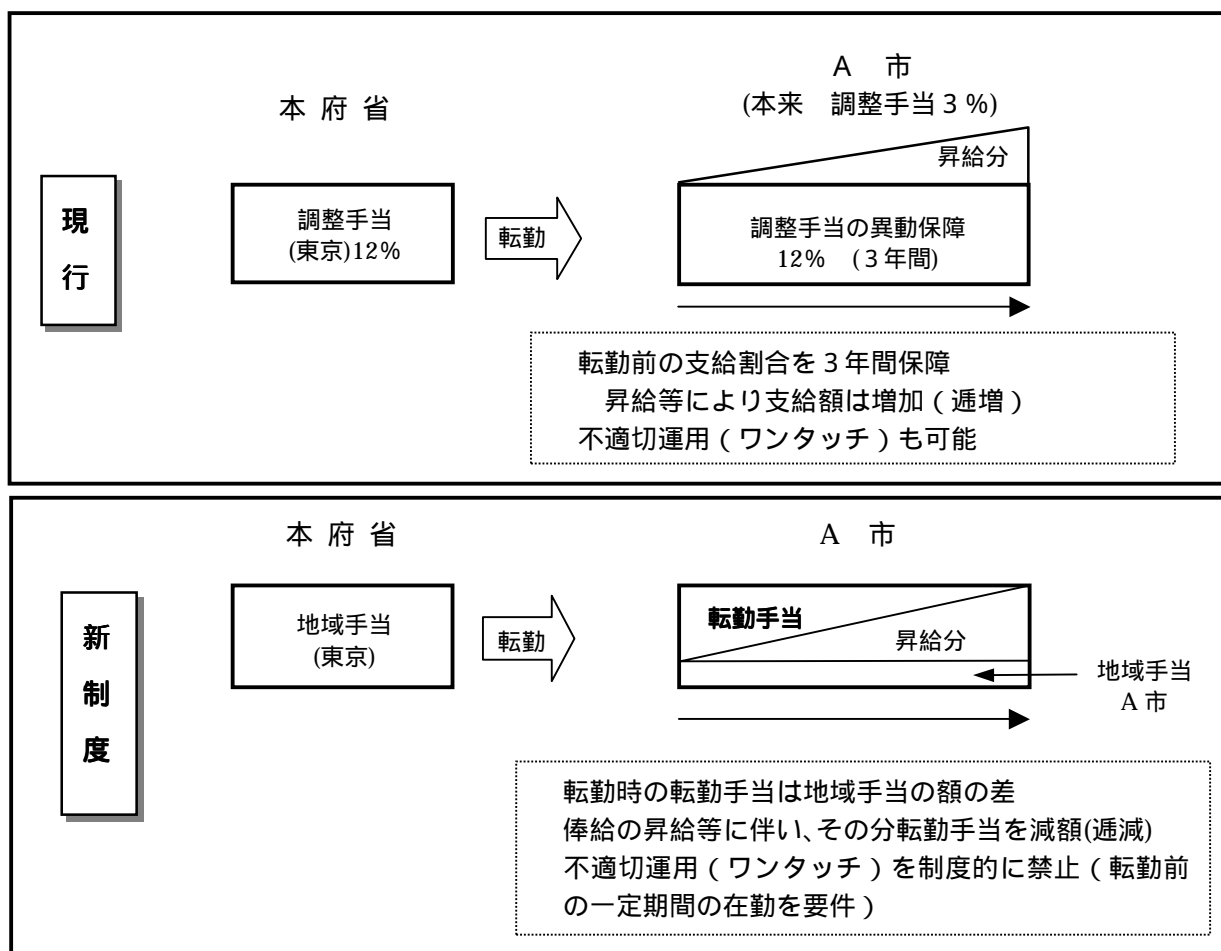 本 府 省
A 市
(本来 調整手当3%)
現
行
調整手当
(東京)12%
転勤
昇給分
調整手当の異動保障
12% (3年間)
転勤前の支給割合を3年間保障
昇給等により支給額は増加(逓増)
不適切運用(ワンタッチ)も可能
本 府 省
A 市
新
制
度
地域手当
(東京)
転勤
転勤手当
昇給分
地域手当
A 市
転勤時の転勤手当は地域手当の額の差
俸給の昇給等に伴い、その分転勤手当を減額(逓減)
不適切運用(ワンタッチ)を制度的に禁止(転勤前
の一定期間の在勤を要件)